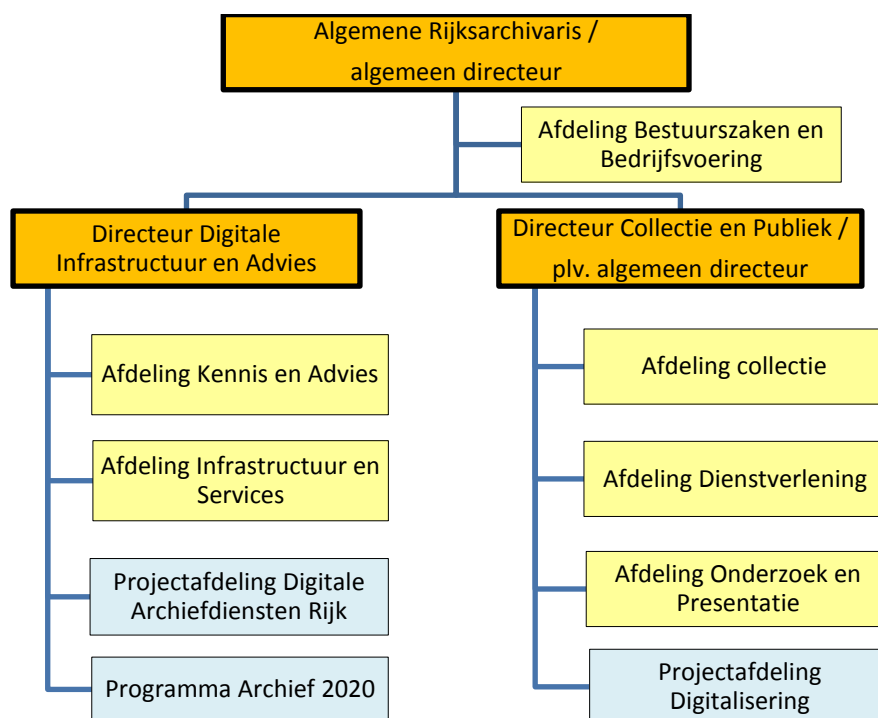 Algemene Rijksarchivaris /
algemeen directeur
Afdeling Bestuurszaken en
Bedrijfsvoering
Directeur Digitale
Infrastructuur en Advies
Directeur Collectie en Publiek /
plv. algemeen directeur
Afdeling Kennis en Advies
Afdeling collectie
Afdeling Infrastructuur en
Services
Afdeling Dienstverlening
Projectafdeling Digitale
Archiefdiensten Rijk
Afdeling Onderzoek en
Presentatie
Programma Archief 2020
Projectafdeling
Digitalisering